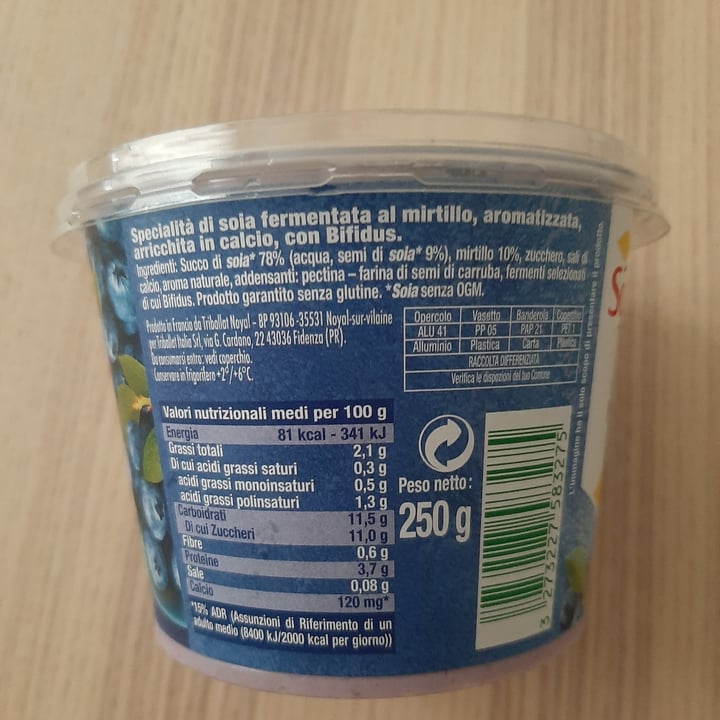 Specialità di soia fermentata al mirtillo, aromatizzata,
arricchita in calcio, con Bifidus.
Ingredienti: Succo di soia* 78% (acqua, semi di soia* 9%), mirtillo 10%, zucchero, sali di
calcio, aroma naturale, addensanti: pectina – farina di semi di carruba, fermenti selezionati
di cui Bifidus. Prodotto garantito senza glutine. *Soia senza OGM.
Prodotto in Francia da Triballat Noyal - BP 93106 -35531 Noyal-sur-vilaine
per Triballat Italia Srl, via G. Cardano, 22 43036 Fidenza (PR).
Da consumarsi entro: vedi coperchio.
Conservare in frigorifero +2°/+6°C.
Opercolo Vasetto Banderola Coperchio
ALU 41 PP 05 PAP 21 PET 1
Alluminio Plastica Carta Plastica
RACCOLTA DIFFERENZIATA
Verifica le disposizioni del tuo Comune
Valori nutrizionali medi per 100 g
Energia 81 kcal - 341 kJ
Grassi totali 2,1 g
Di cui acidi grassi saturi 0,3 g
acidi grassi monoinsaturi 0,5 g
acidi grassi polinsaturi 1,3 g
Carboidrati 11,5 g
Di cui Zuccheri 11,0 g
Fibre 0,6 g
Proteine 3,7 g
Sale 0,08 g
Calcio 120 mg*
*15% ADR (Assunzioni di Riferimento di un
adulto medio (8400 kJ/2000 kcal per giorno))
Peso netto:
250 g
3 273227 583275
L'immagine ha il solo scopo di presentare il prodotto